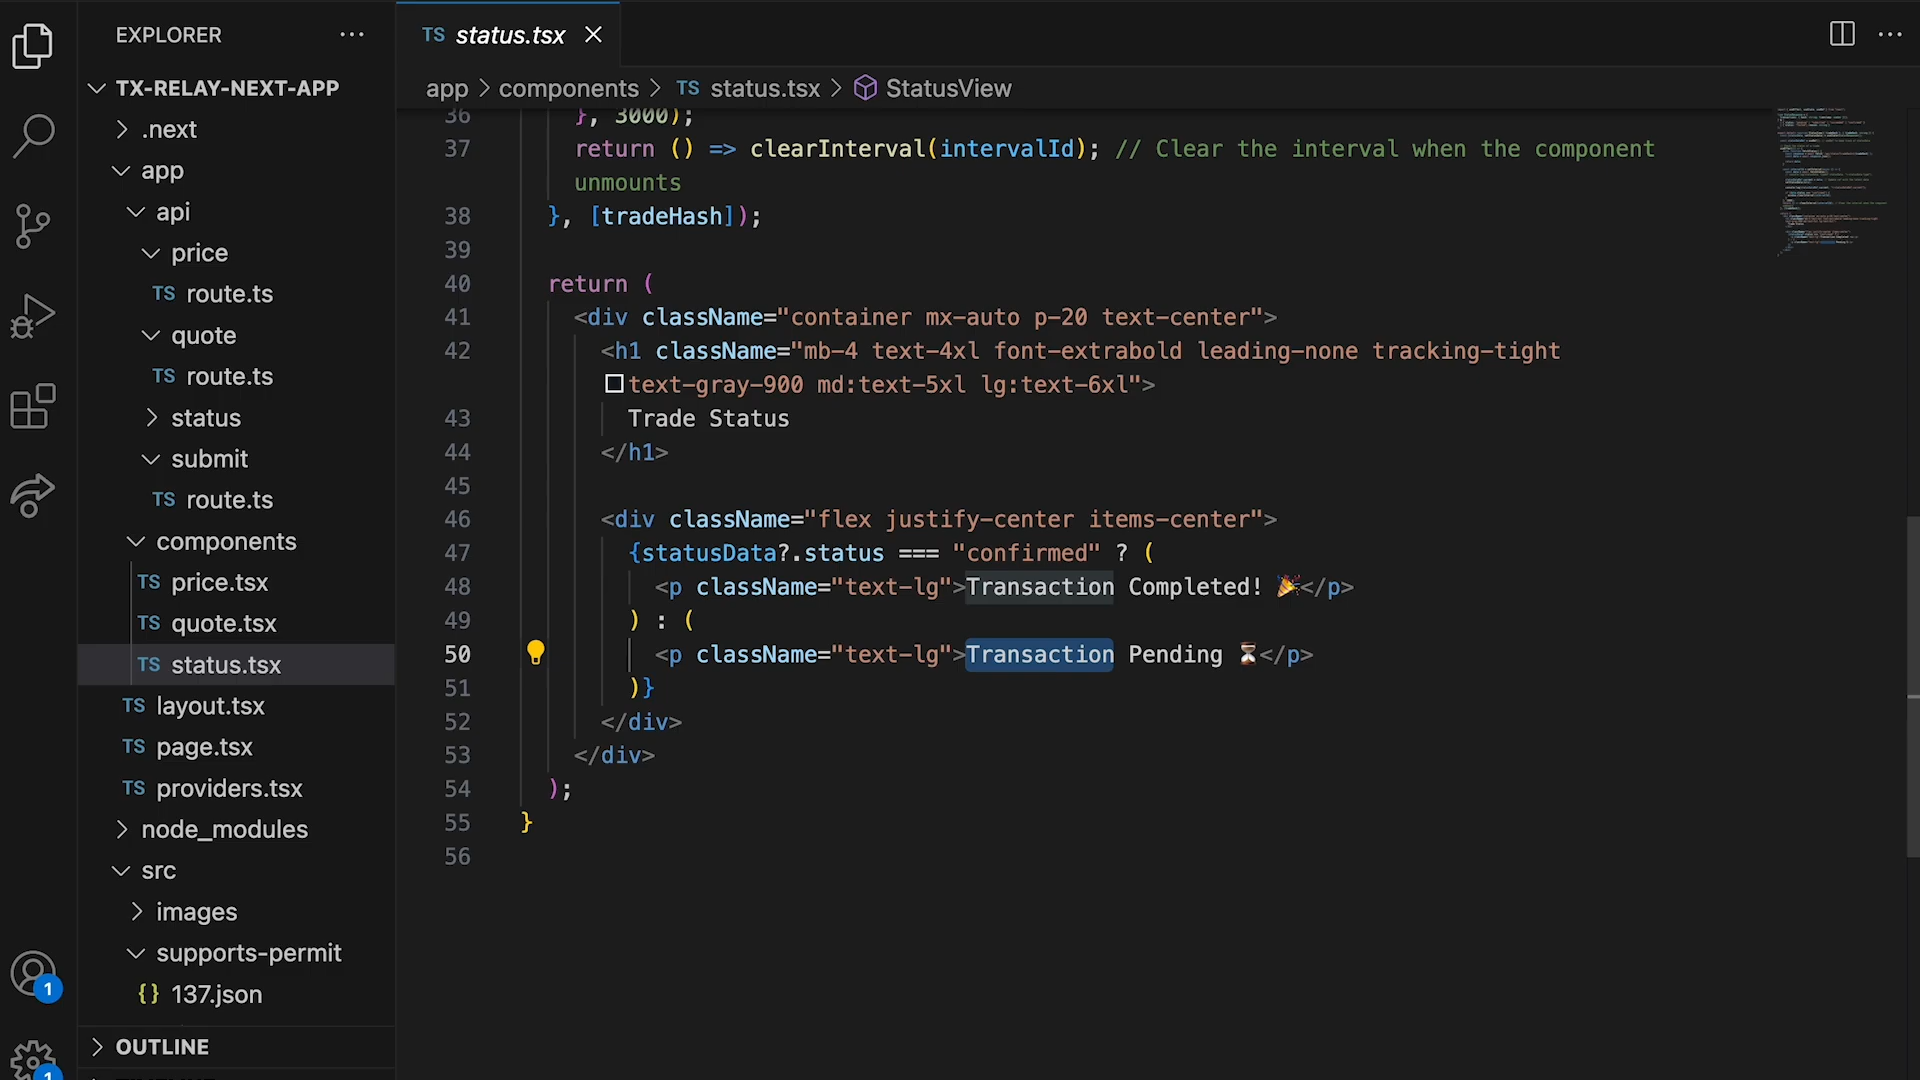 EXPLORER
TX-RELAY-NEXT-APP
.next
app
api
price
TS route.ts
quote
TS route.ts
status
submit
TS route.ts
components
TS price.tsx
TS quote.tsx
TS status.tsx
TS layout.tsx
TS page.tsx
TS providers.tsx
node_modules
src
images
supports-permit
{} 137.json
OUTLINE
1
1
TS status.tsx
app > components > TS status.tsx > StatusView
36 }, 3000);
37 return () => clearInterval(intervalId); // Clear the interval when the component
unmounts
38 }, [tradeHash]);
39
40 return (
41 <div className="container mx-auto p-20 text-center">
42 <h1 className="mb-4 text-4xl font-extrabold leading-none tracking-tight
text-gray-900 md:text-5xl lg:text-6xl">
43 Trade Status
44 </h1>
45
46 <div className="flex justify-center items-center">
47 {statusData?.status === "confirmed" ? (
48 <p className="text-lg">Transaction Completed! 🎉</p>
49 ) : (
50 <p className="text-lg">Transaction Pending ⏳</p>
51 )}
52 </div>
53 </div>
54 );
55 }
56